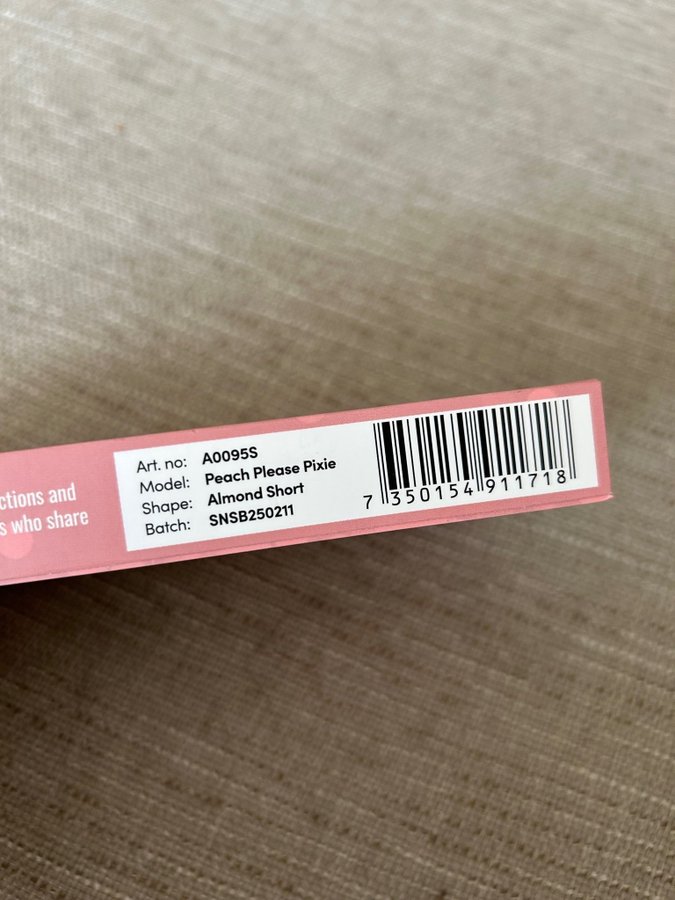 ctions and
s who share
Art. no: A0095S
Model: Peach Please Pixie
Shape: Almond Short
Batch: SNSB250211
7 350154 911718